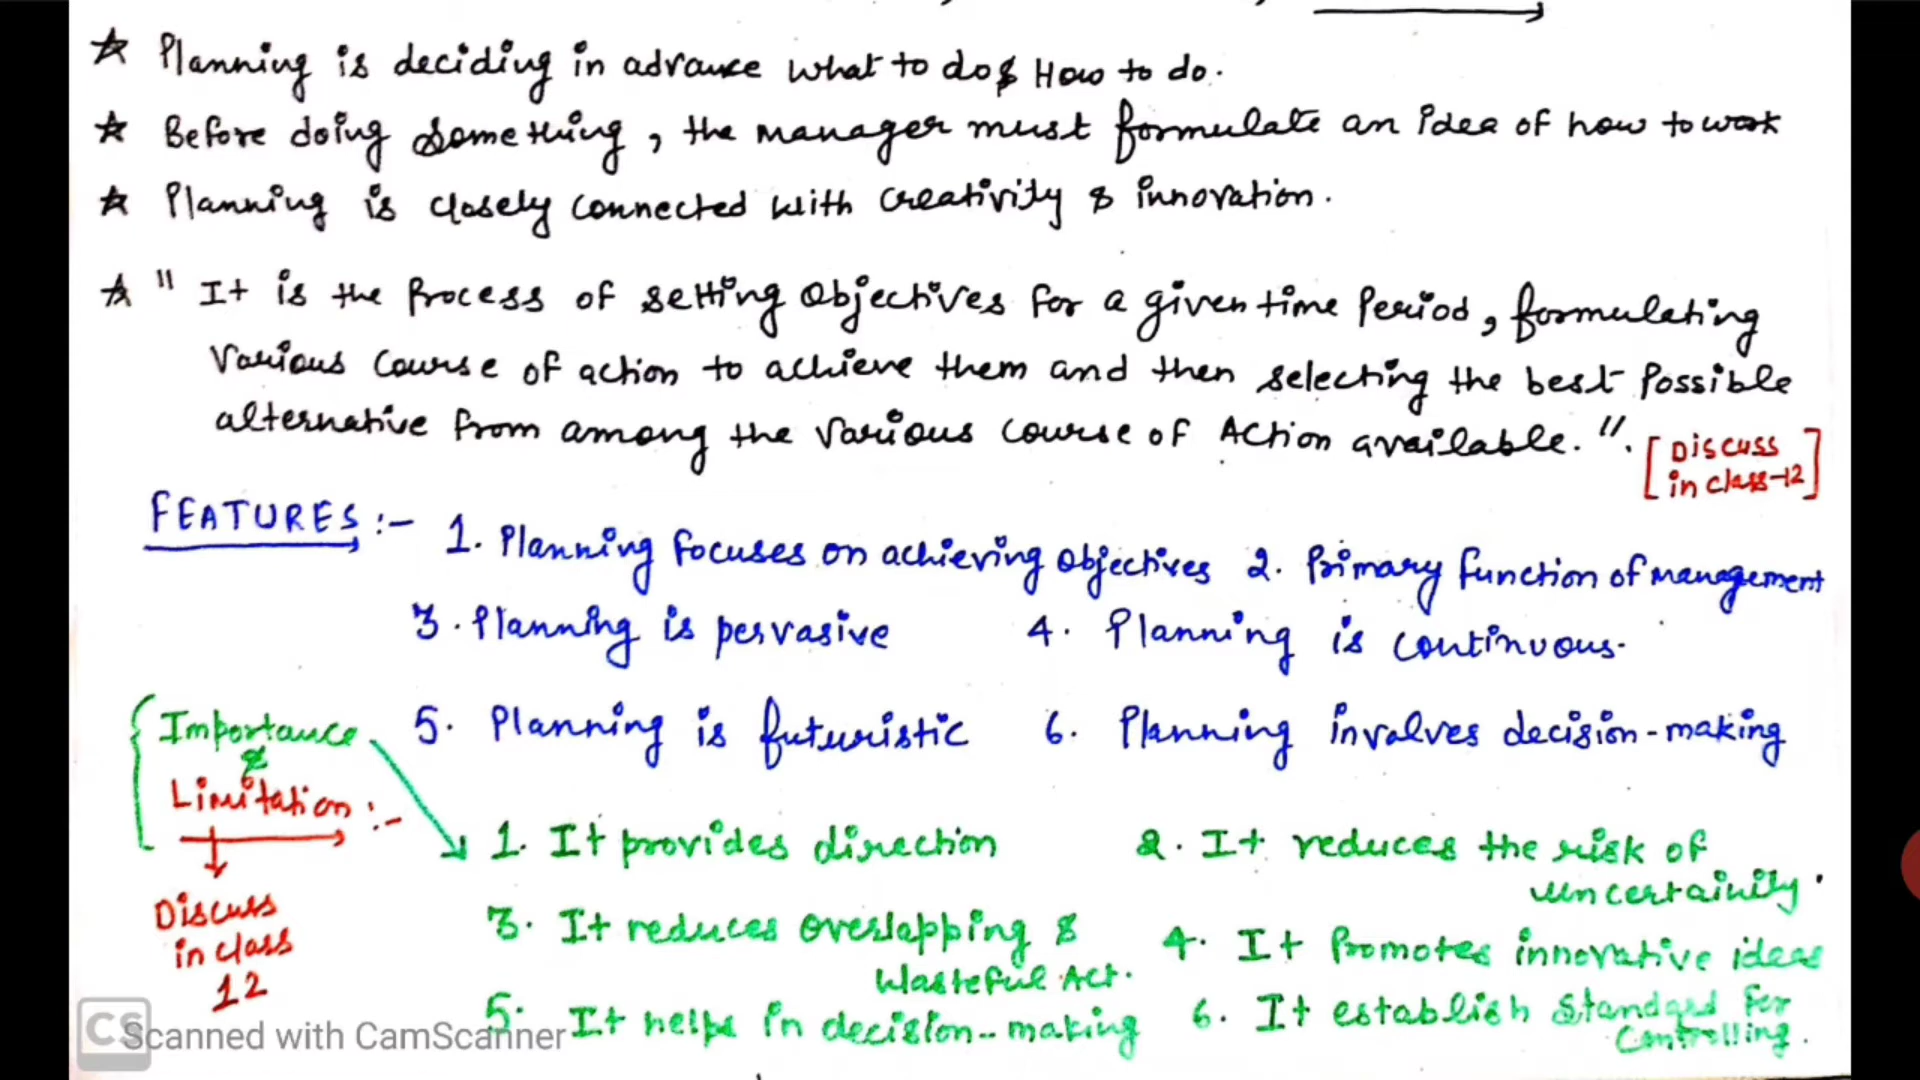 ☆ Planning is deciding in advance what to do & How to do.
☆ Before doing something, the manager must formulate an idea of how to work
☆ Planning is closely connected with creativity & innovation.
☆ " It is the Process of setting objectives for a given time Period, formulating
Various course of action to achieve them and then selecting the best Possible
alternative from among the various course of Action available.".
[Discuss
in class-12]
FEATURES :-
1. Planning focuses on achieving objectives 2. Primary function of management
3. Planning is pervasive 4. Planning is continuous.
5. Planning is futuristic 6. Planning involves decision-making
Importance
&
Limitation :-
Discuss
in class
12
1. It provides direction 2. It reduces the risk of
uncertainity.
3. It reduces overlapping &
wasteful Act.
4. It Promotes innovative ideas
5. It helps in decision-making 6. It establish standard for
controlling.
CS Scanned with CamScanner